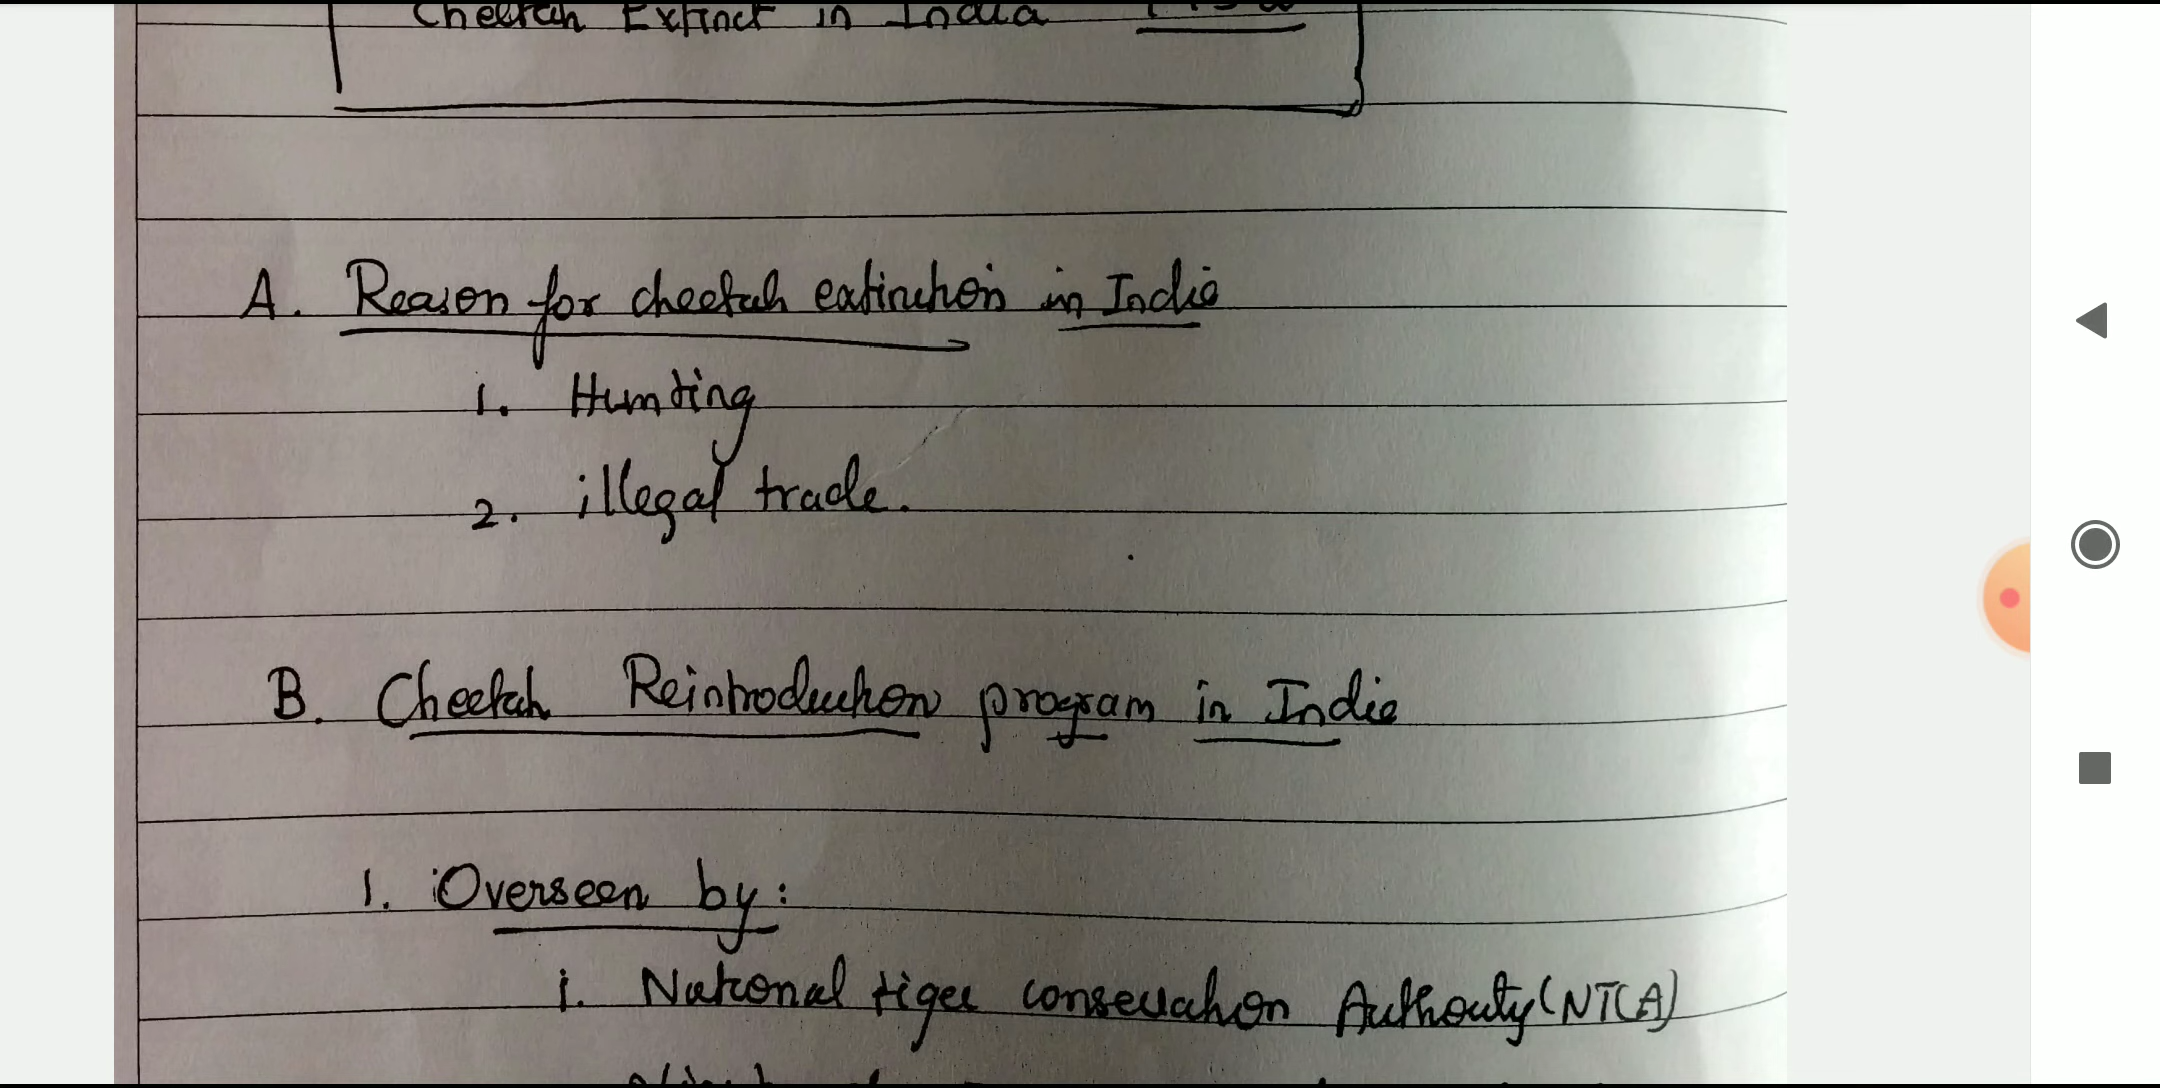 Cheetah Extinct in India
A. Reason for cheetah extinction in India
1. Hunting
2. illegal trade.
B. Cheetah Reintroduction program in India
1. Overseen by:
i. National tiger conservation Authority (NTCA)